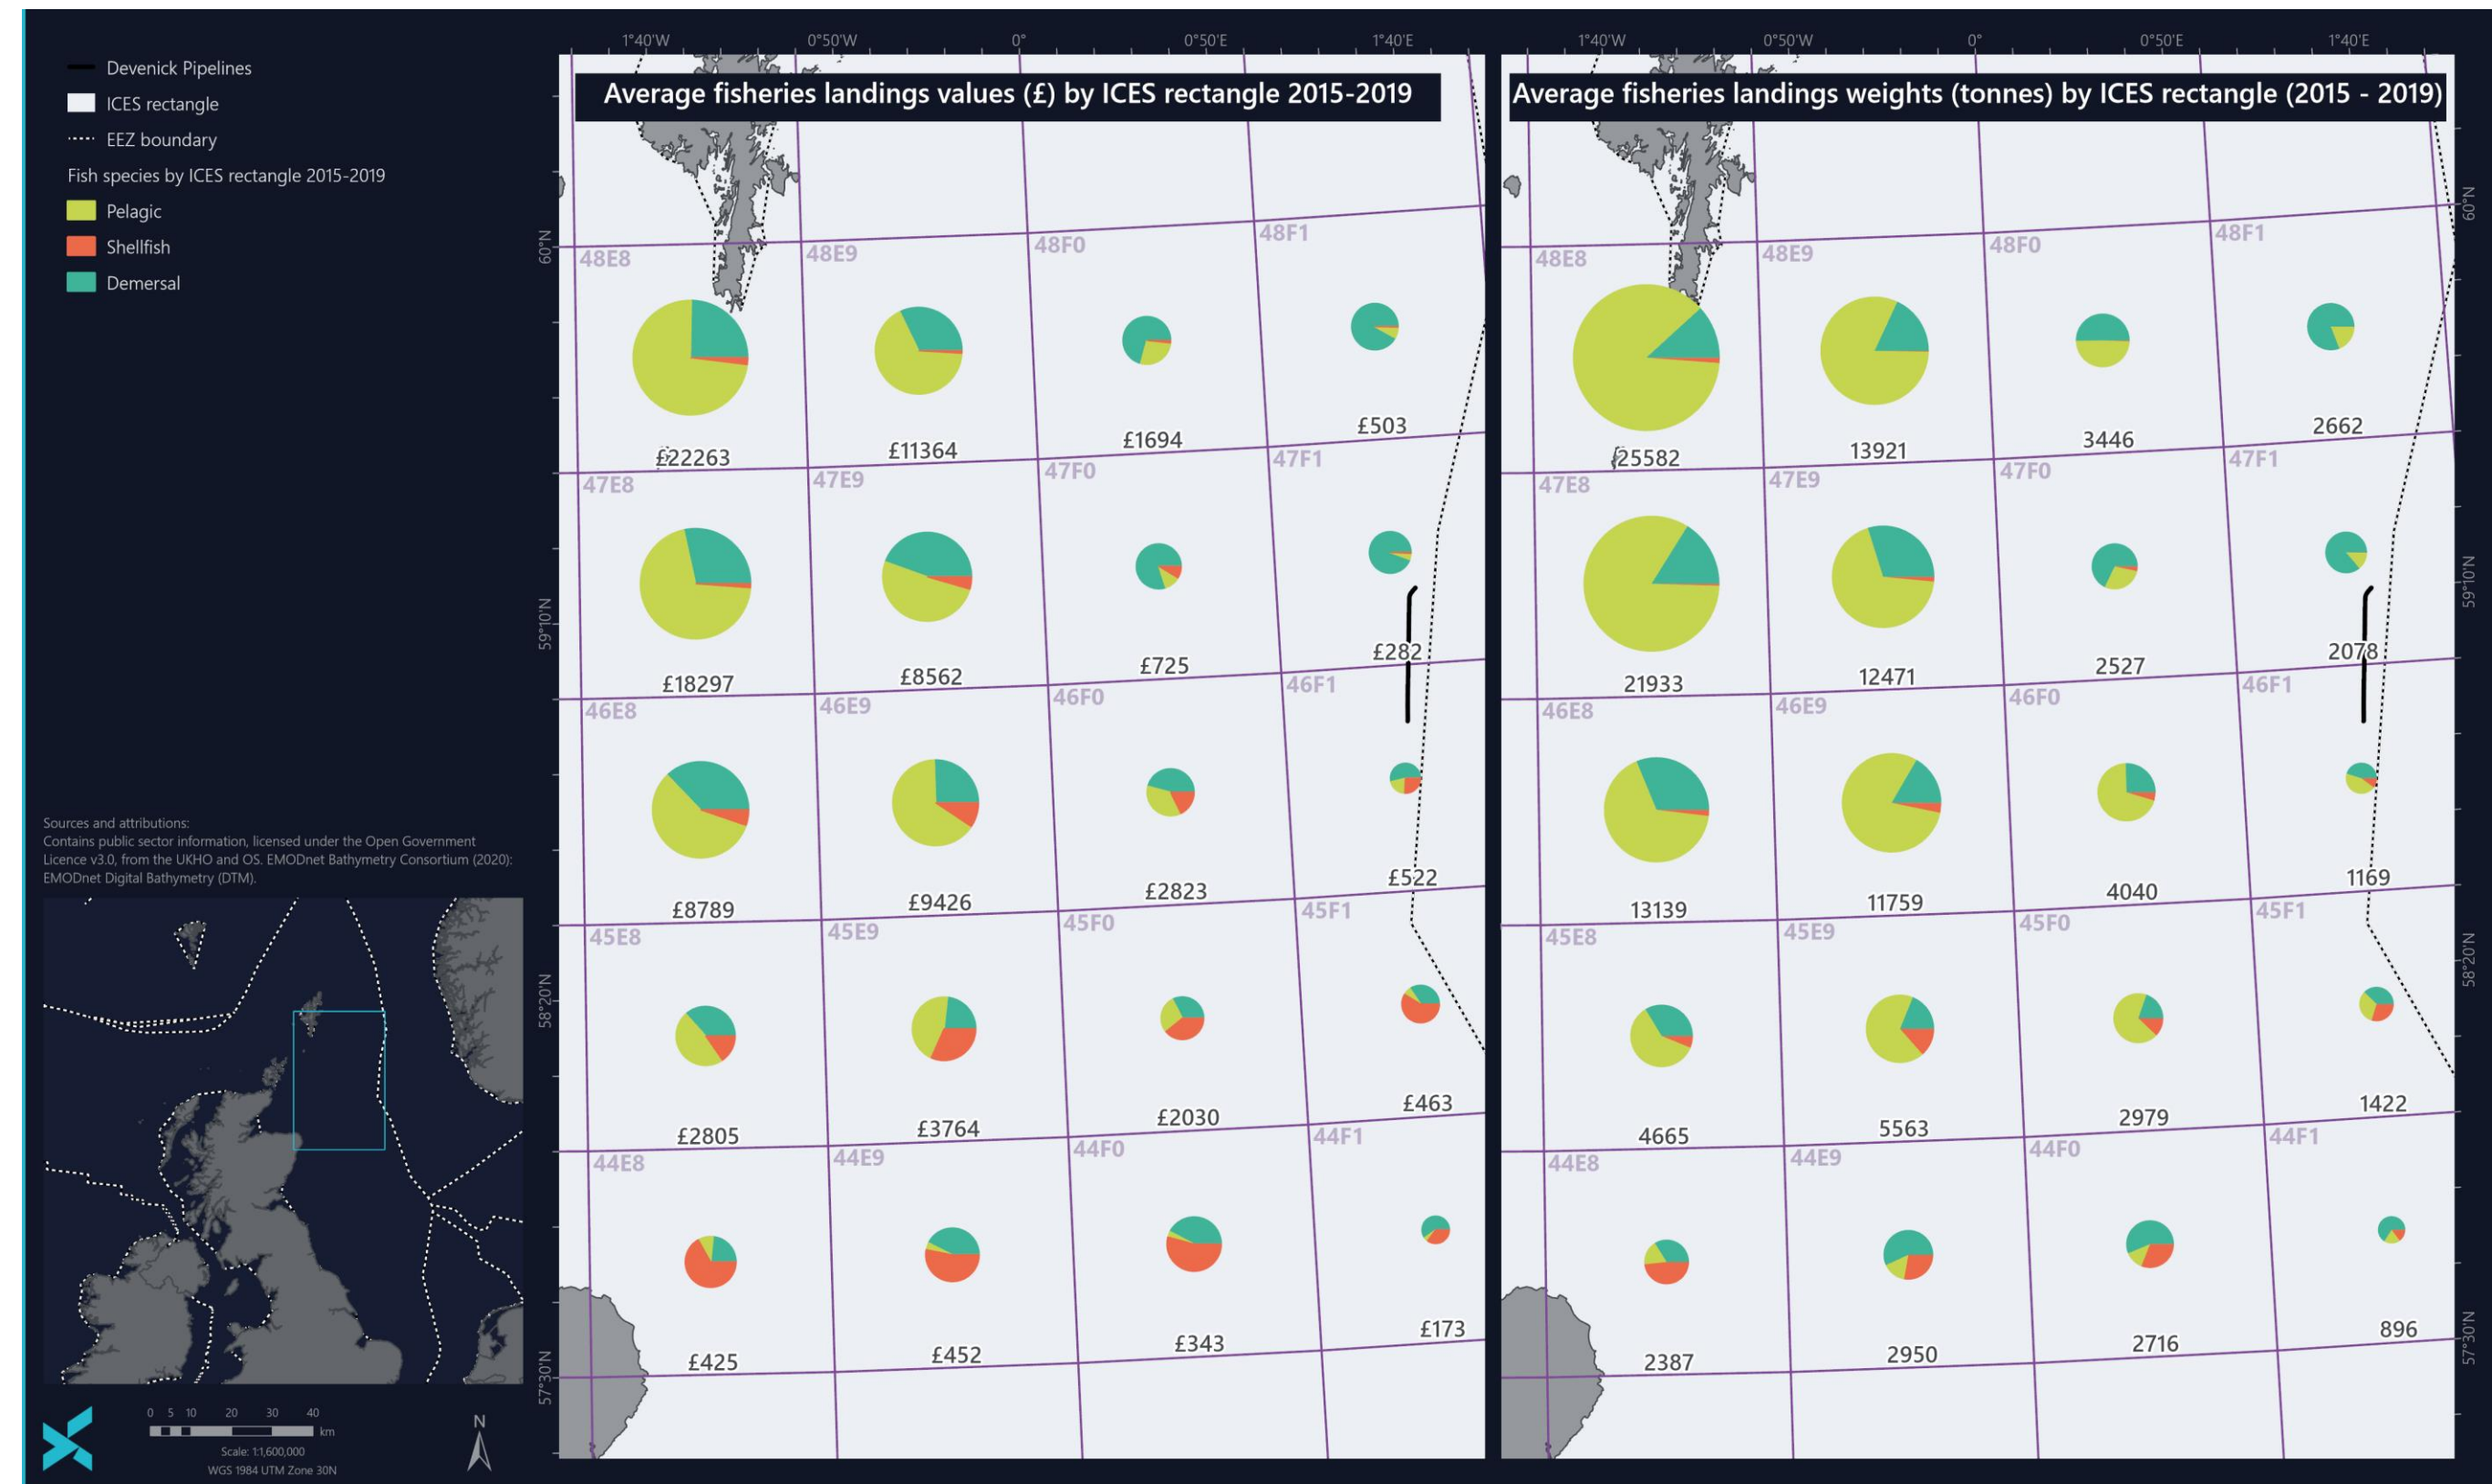 Devenick Pipelines
ICES rectangle
EEZ boundary
Fish species by ICES rectangle 2015-2019
Pelagic
Shellfish
Demersal
Sources and attributions:
Contains public sector information, licensed under the Open Government
Licence v3.0, from the UKHO and OS. EMODnet Bathymetry Consortium (2020):
EMODnet Digital Bathymetry (DTM).
0 5 10 20 30 40
km
Scale: 1:1,600,000
WGS 1984 UTM Zone 30N
N
1°40'W 0°50'W 0° 0°50'E 1°40'E
Average fisheries landings values (£) by ICES rectangle 2015-2019
60°N
59°10'N
58°20'N
57°30'N
48E8 48E9 48F0 48F1
£22263 £11364 £1694 £503
47E8 47E9 47F0 47F1
£18297 £8562 £725 £282
46E8 46E9 46F0 46F1
£8789 £9426 £2823 £522
45E8 45E9 45F0 45F1
£2805 £3764 £2030 £463
44E8 44E9 44F0 44F1
£425 £452 £343 £173
1°40'W 0°50'W 0° 0°50'E 1°40'E
Average fisheries landings weights (tonnes) by ICES rectangle (2015 - 2019)
48E8 48E9 48F0 48F1
25582 13921 3446 2662
47E8 47E9 47F0 47F1
21933 12471 2527 2078
46E8 46E9 46F0 46F1
13139 11759 4040 1169
45E8 45E9 45F0 45F1
4665 5563 2979 1422
44E8 44E9 44F0 44F1
2387 2950 2716 896
60°N
59°10'N
58°20'N
57°30'N